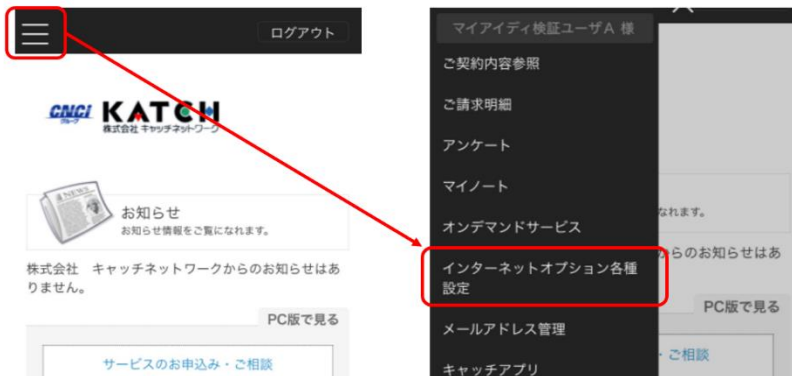 ログアウト
CNCI
グループ
KATCH
株式会社 キャッチネットワーク
NEWS
お知らせ
お知らせ情報をご覧になれます。
株式会社　キャッチネットワークからのお知らせはあ
りません。
PC版で見る
サービスのお申込み・ご相談
マイアイディ検証ユーザA 様
ご契約内容参照
ご請求明細
アンケート
マイノート
オンデマンドサービス
インターネットオプション各種
設定
メールアドレス管理
キャッチアプリ
なれます。
からのお知らせはあ
PC版で見る
・ご相談